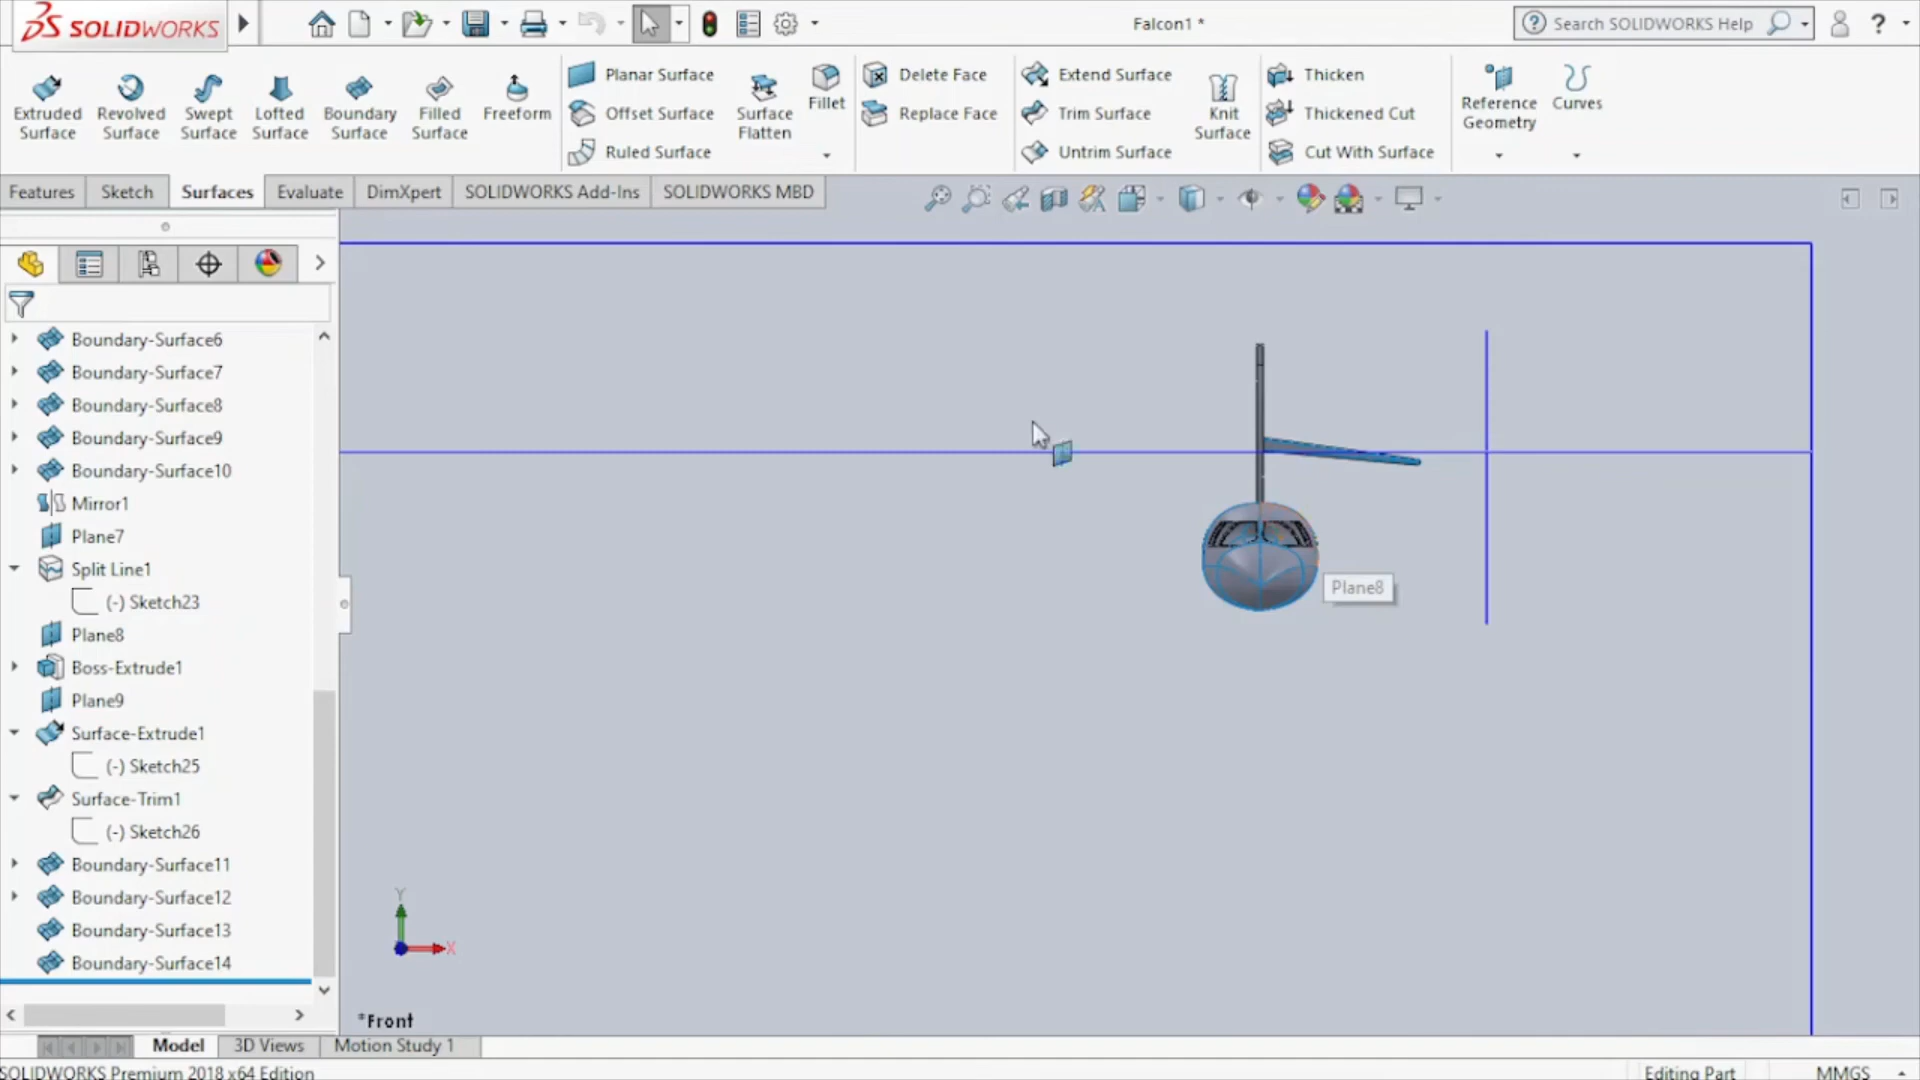 SOLIDWORKS
Falcon1 *
Search SOLIDWORKS Help
?
Extruded Surface
Revolved Surface
Swept Surface
Lofted Surface
Boundary Surface
Filled Surface
Freeform
Planar Surface
Offset Surface
Ruled Surface
Surface Flatten
Fillet
Delete Face
Replace Face
Extend Surface
Trim Surface
Untrim Surface
Knit Surface
Thicken
Thickened Cut
Cut With Surface
Reference Geometry
Curves
Features
Sketch
Surfaces
Evaluate
DimXpert
SOLIDWORKS Add-Ins
SOLIDWORKS MBD
Boundary-Surface6
Boundary-Surface7
Boundary-Surface8
Boundary-Surface9
Boundary-Surface10
Mirror1
Plane7
Split Line1
(-) Sketch23
Plane8
Boss-Extrude1
Plane9
Surface-Extrude1
(-) Sketch25
Surface-Trim1
(-) Sketch26
Boundary-Surface11
Boundary-Surface12
Boundary-Surface13
Boundary-Surface14
Plane8
Y
X
*Front
Model
3D Views
Motion Study 1
SOLIDWORKS Premium 2018 x64 Edition
Editing Part
MMGS